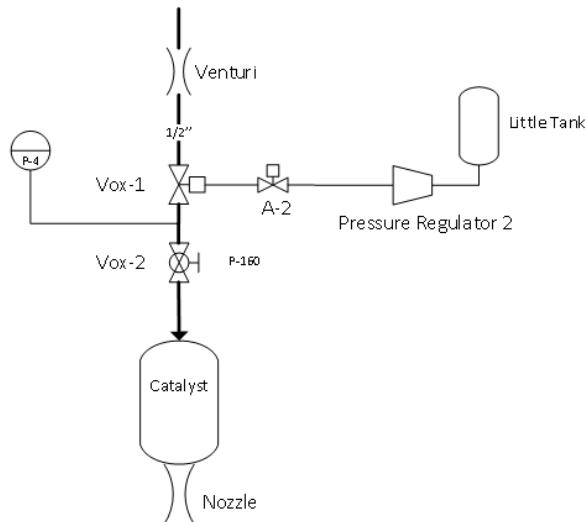 Venturi
Little Tank
1/2’’
P-4
Vox-1
A-2
Pressure Regulator 2
Vox-2
P-160
Catalyst
Nozzle